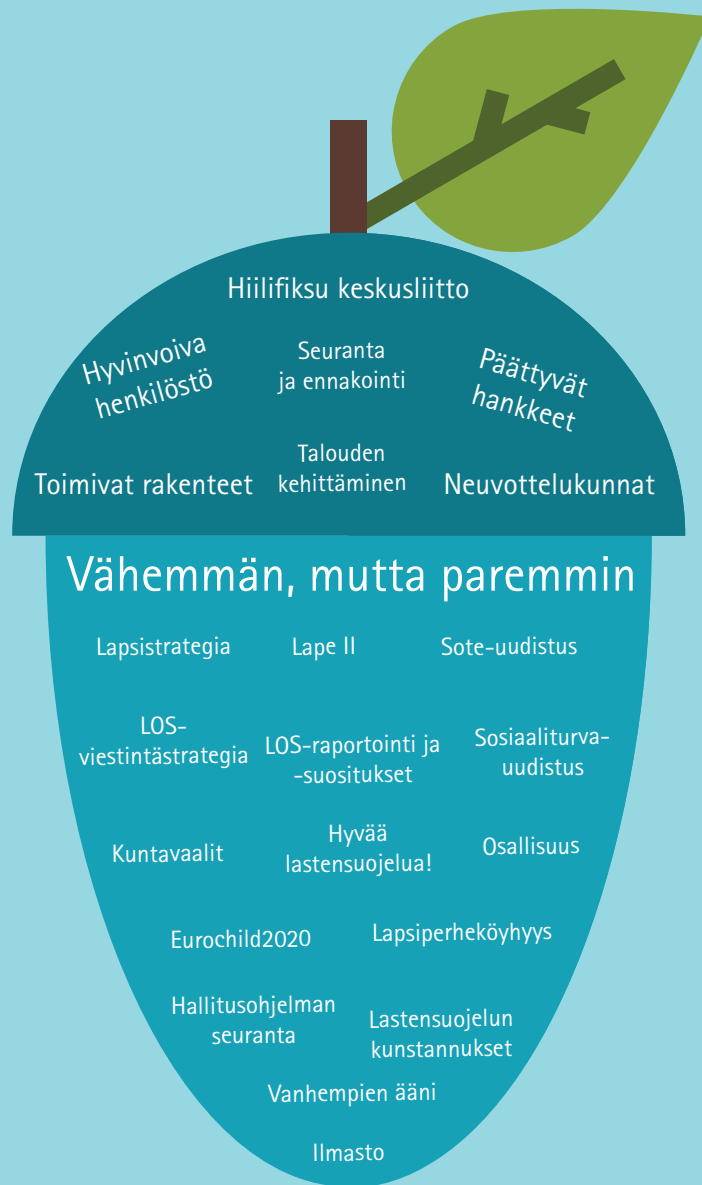 Hiilifiksu keskusliitto
Hyvinvoiva
henkilöstö
Seuranta
ja ennakointi
Päättyvät
hankkeet
Toimivat rakenteet
Talouden
kehittäminen
Neuvottelukunnat
Vähemmän, mutta paremmin
Lapsistrategia
Lape II
Sote-uudistus
LOS-
viestintästrategia
LOS-raportointi ja
-suositukset
Sosiaaliturva-
uudistus
Kuntavaalit
Hyvää
lastensuojelua!
Osallisuus
Eurochild2020
Lapsiperheköyhyys
Hallitusohjelman
seuranta
Lastensuojelun
kunstannukset
Vanhempien ääni
Ilmasto